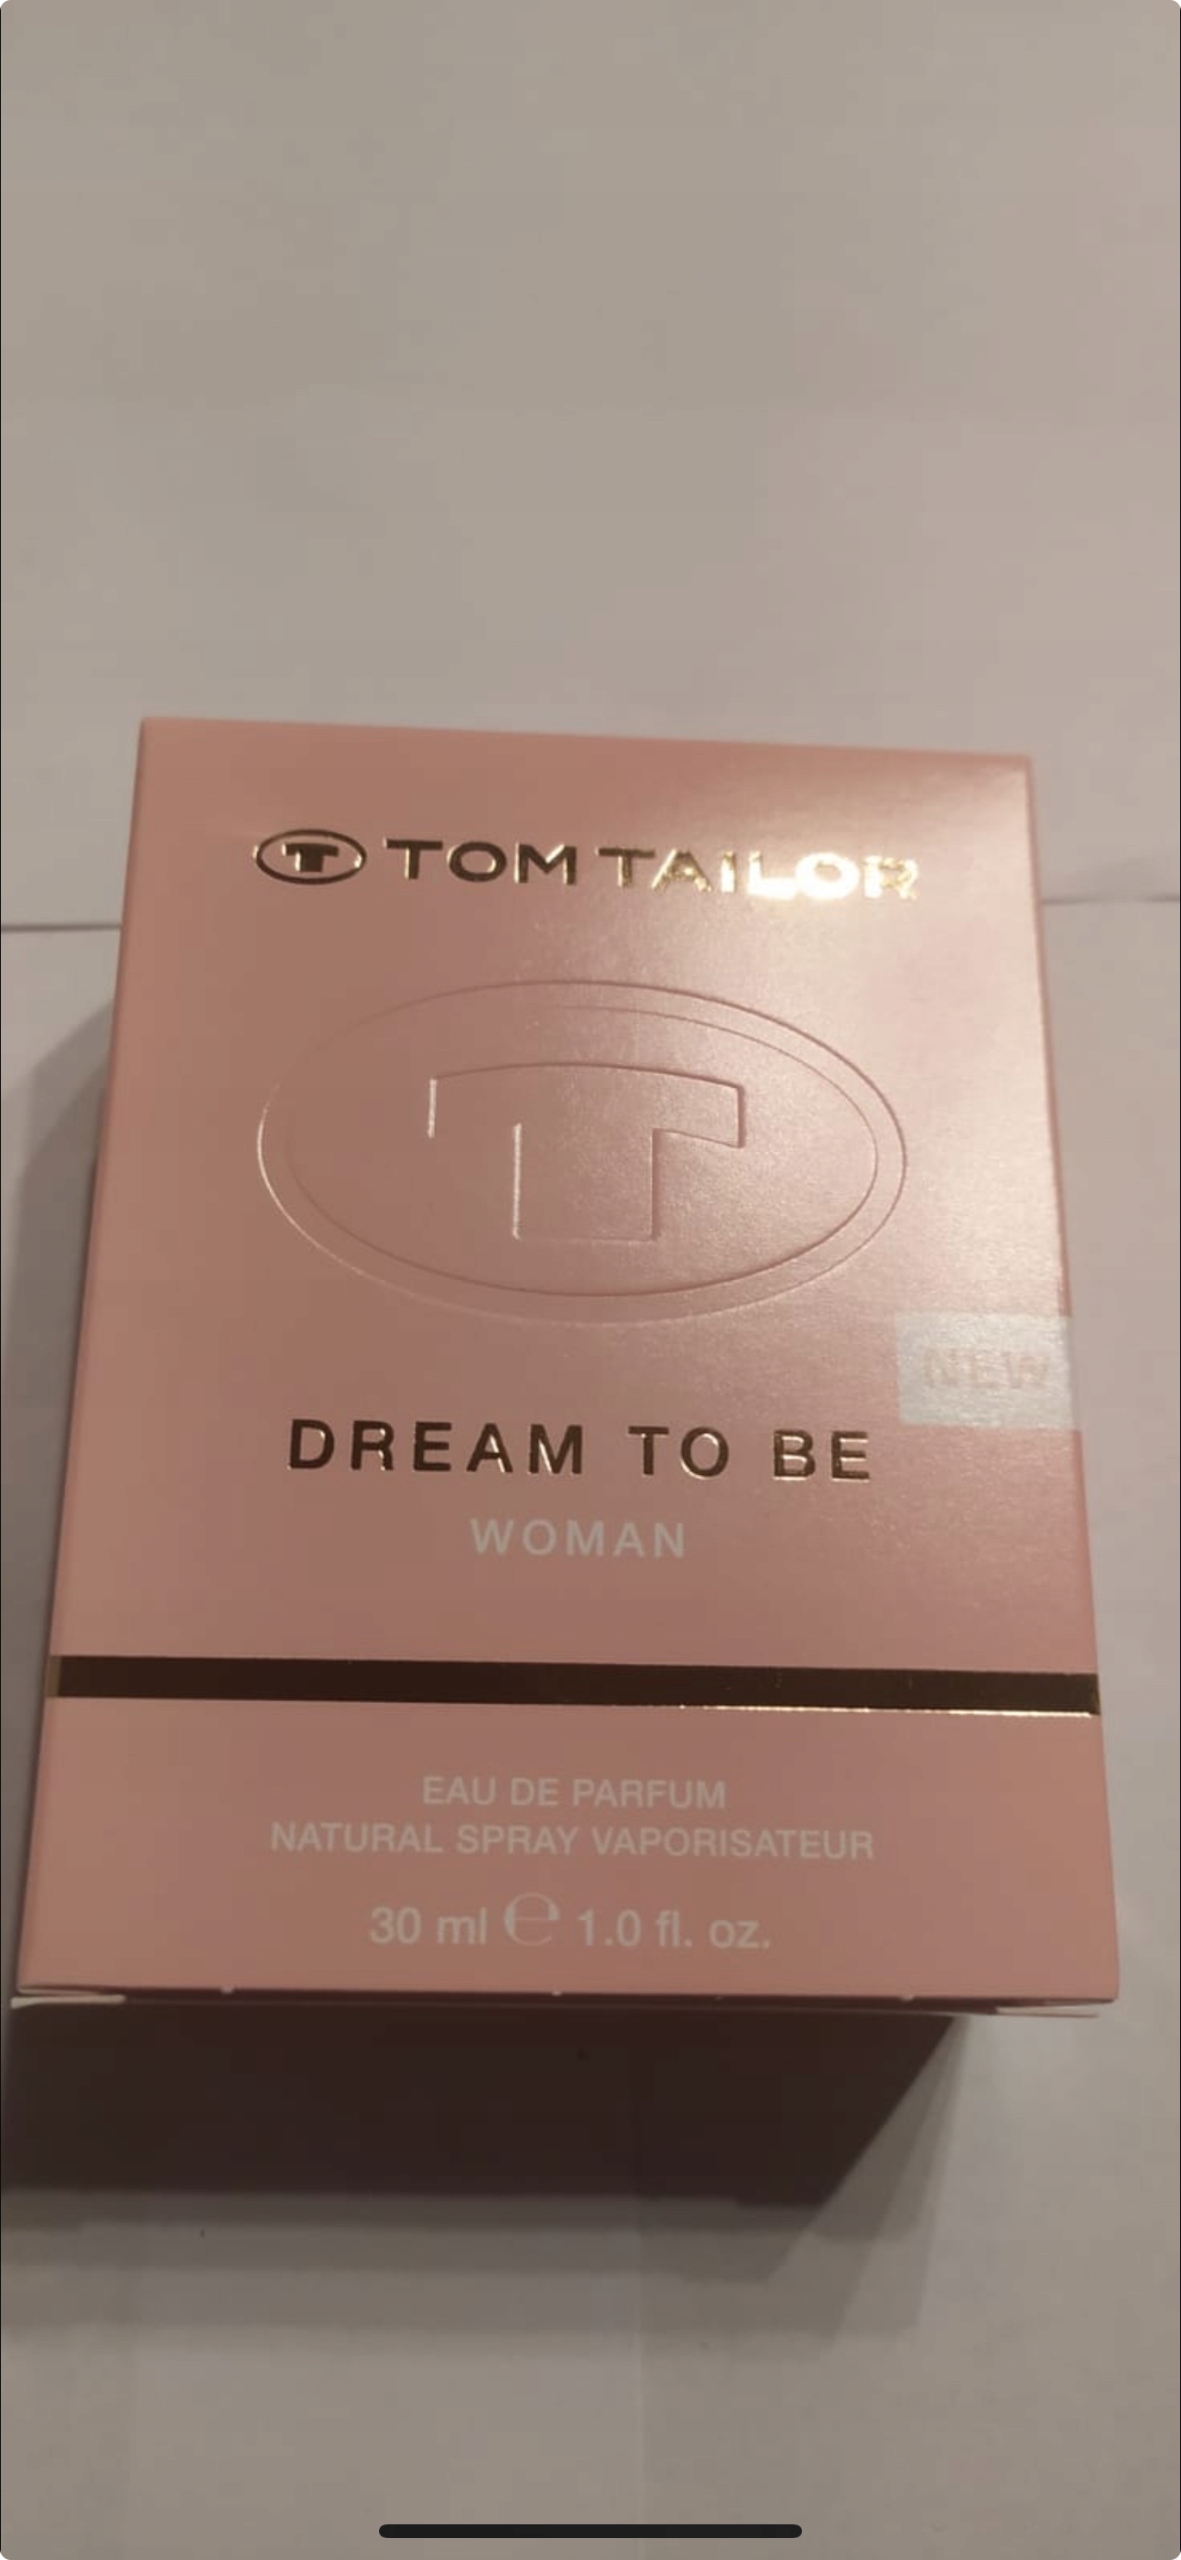 T TOM TAILOR
T
NEW
DREAM TO BE
WOMAN
EAU DE PARFUM
NATURAL SPRAY VAPORISATEUR
30 ml ℮ 1.0 fl. oz.